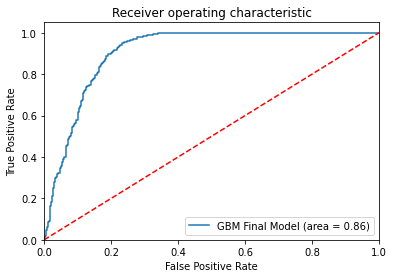 Receiver operating characteristic
True Positive Rate
1.0
0.8
0.6
0.4
0.2
0.0
GBM Final Model (area = 0.86)
0.0 0.2 0.4 0.6 0.8 1.0
False Positive Rate